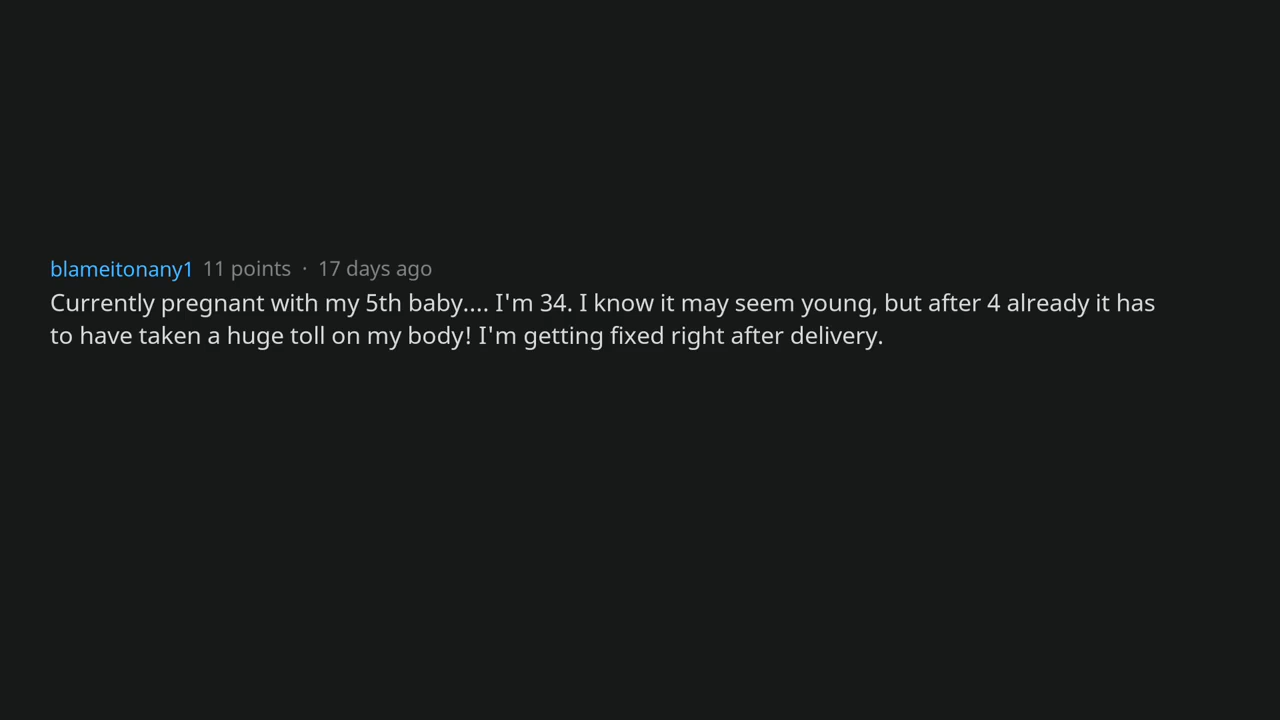 blameitonany1 11 points · 17 days ago
Currently pregnant with my 5th baby.... I'm 34. I know it may seem young, but after 4 already it has
to have taken a huge toll on my body! I'm getting fixed right after delivery.